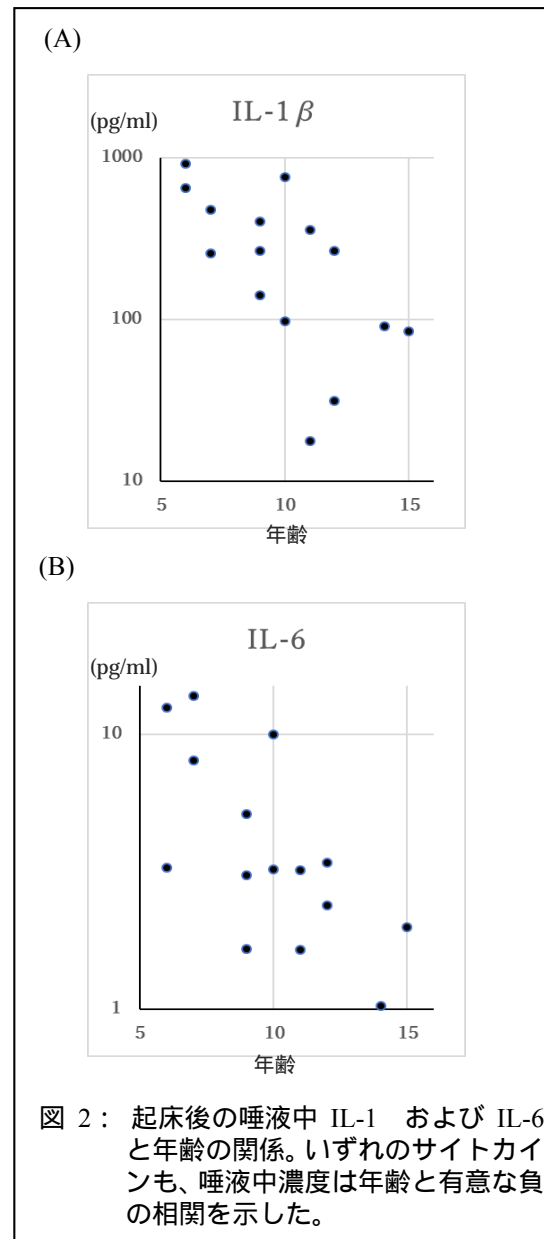 (A)
IL-1β
(pg/ml)
1000
100
10
5 10 15
年齢
(B)
IL-6
(pg/ml)
10
1
5 10 15
年齢
図 2： 起床後の唾液中 IL-1 および IL-6
と年齢の関係。いずれのサイトカイ
ンも、唾液中濃度は年齢と有意な負
の相関を示した。